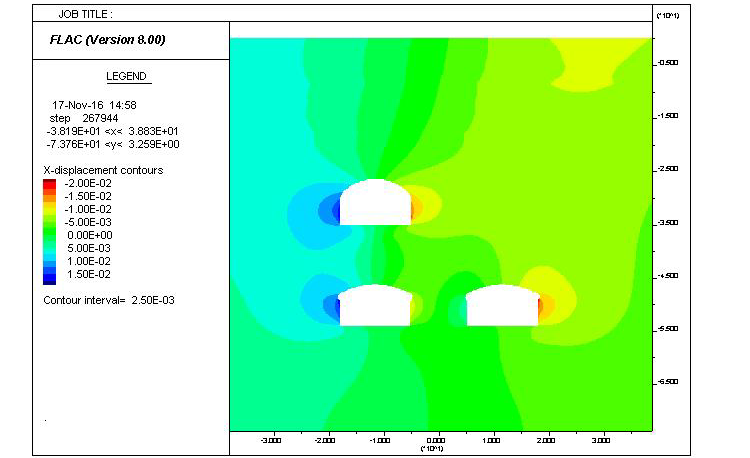 JOB TITLE :
FLAC (Version 8.00)
LEGEND
17-Nov-16 14:58
step 267944
-3.819E+01 <x< 3.883E+01
-7.376E+01 <y< 3.259E+00
X-displacement contours
-2.00E-02
-1.50E-02
-1.00E-02
-5.00E-03
0.00E+00
5.00E-03
1.00E-02
1.50E-02
Contour interval= 2.50E-03
(*10^1)
-0.500
-1.500
-2.500
-3.500
-4.500
-5.500
-6.500
-3.000 -2.000 -1.000 0.000 1.000 2.000 3.000
(*10^1)